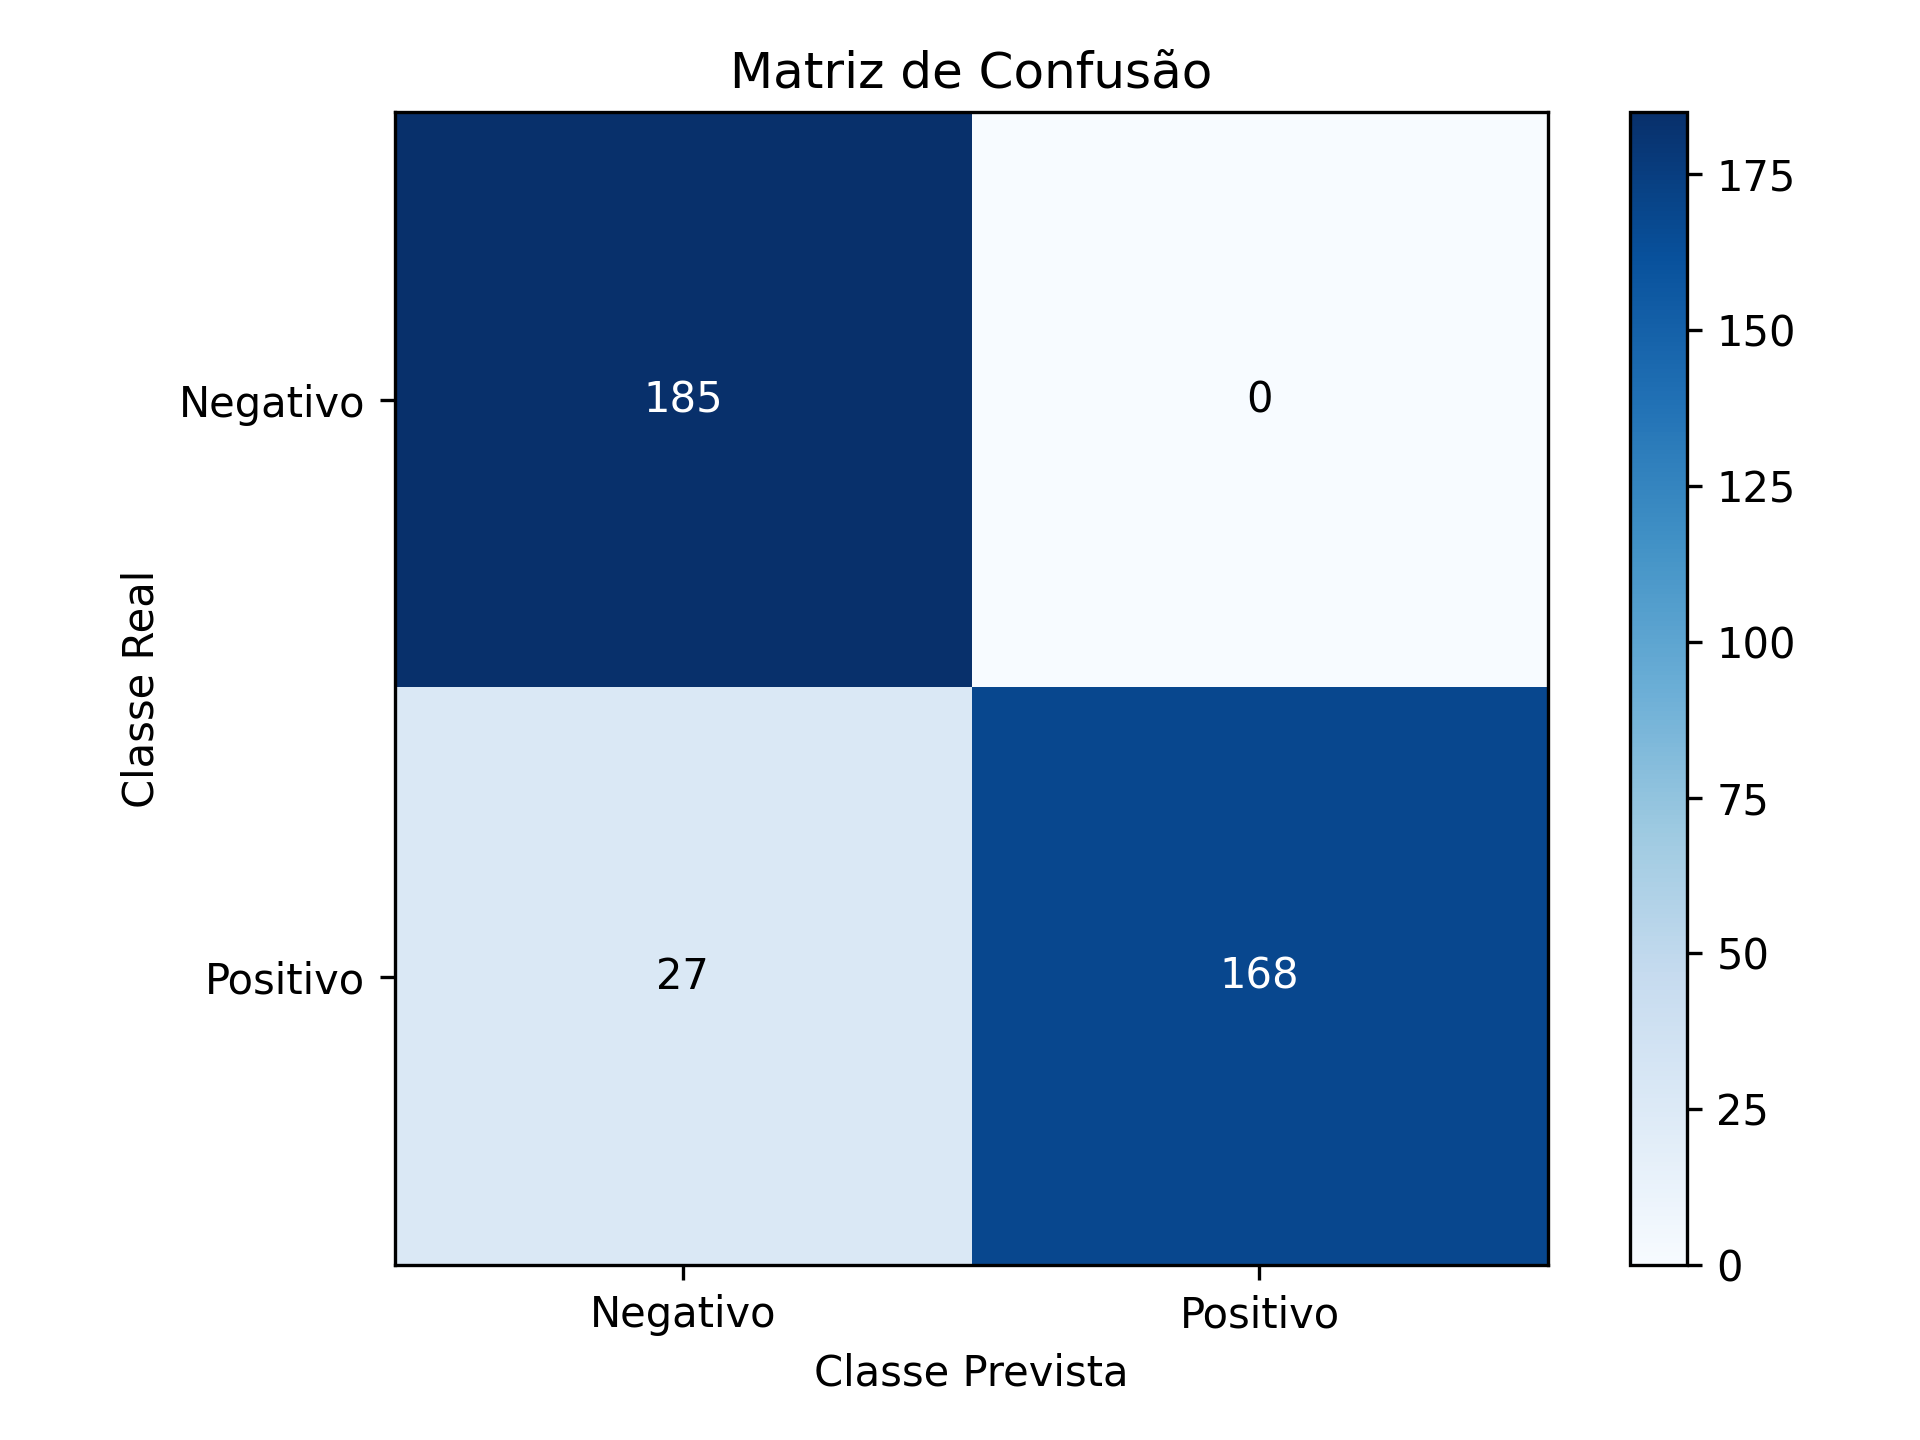 Matriz de Confusão
175
150
125
100
75
50
25
0
Classe Real
Negativo
185
0
Positivo
27
168
Negativo
Positivo
Classe Prevista